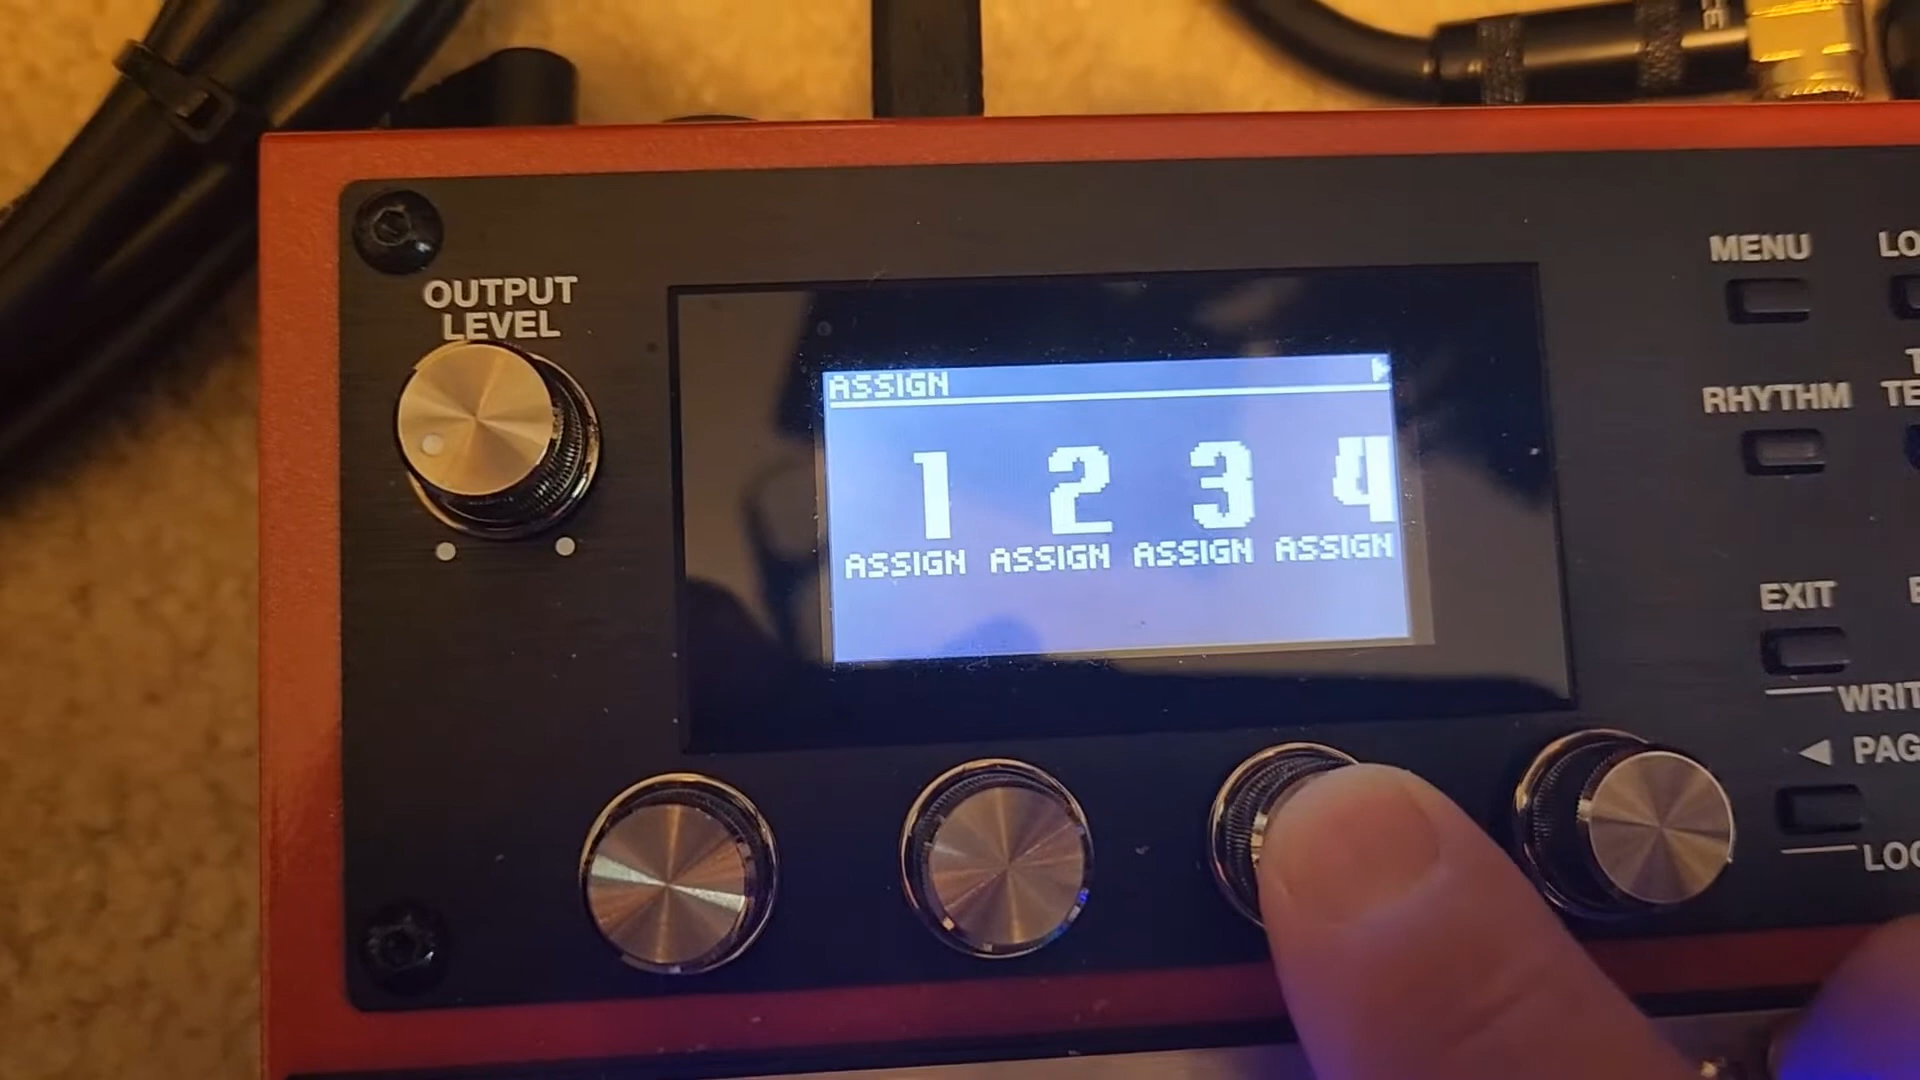 OUTPUT
LEVEL
ASSIGN
1 2 3 4
ASSIGN ASSIGN ASSIGN ASSIGN
MENU
RHYTHM
EXIT